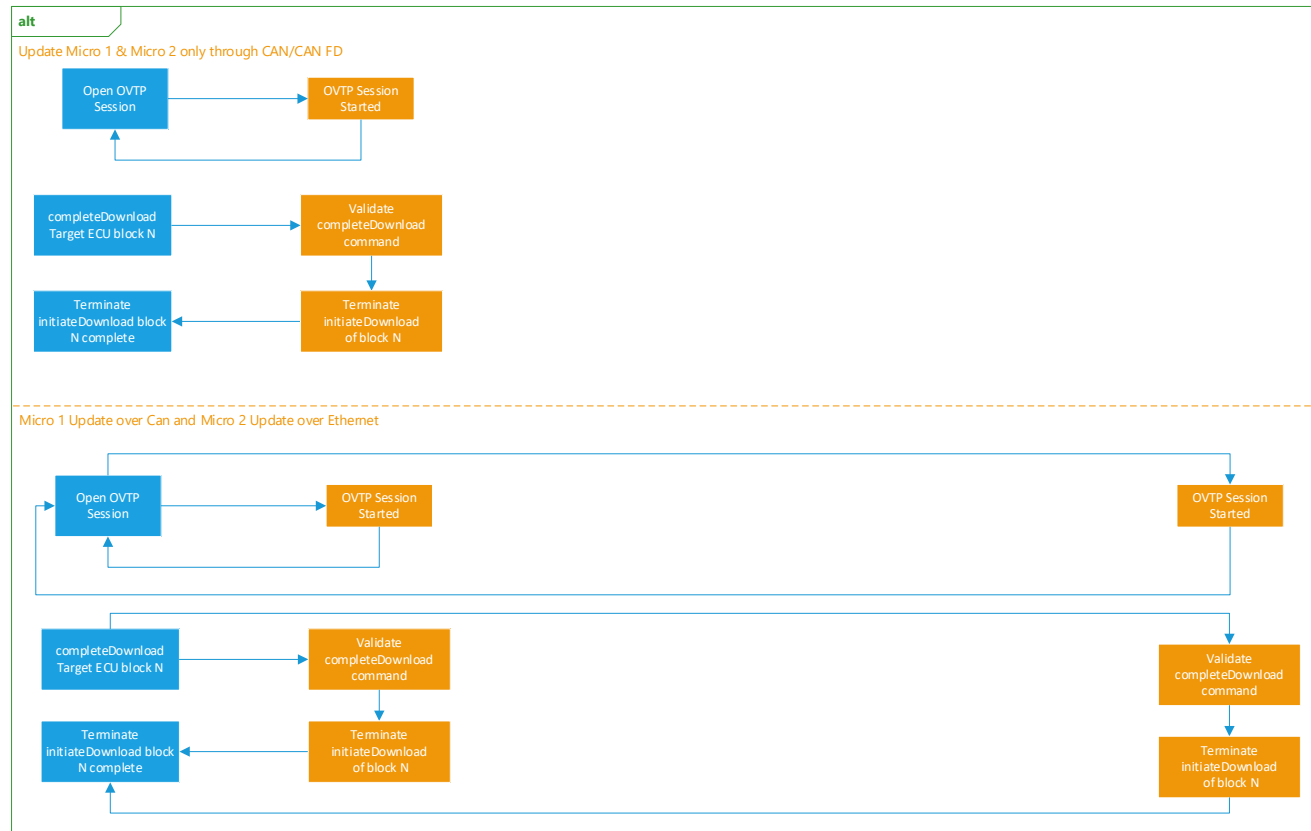 alt
Update Micro 1 & Micro 2 only through CAN/CAN FD
Open OVTP
Session
OVTP Session
Started
completeDownload
Target ECU block N
Validate
completeDownload
command
Terminate
initiateDownload block
N complete
Terminate
initiateDownload
of block N
Micro 1 Update over Can and Micro 2 Update over Ethernet
Open OVTP
Session
OVTP Session
Started
OVTP Session
Started
completeDownload
Target ECU block N
Validate
completeDownload
command
Validate
completeDownload
command
Terminate
initiateDownload block
N complete
Terminate
initiateDownload
of block N
Terminate
initiateDownload
of block N